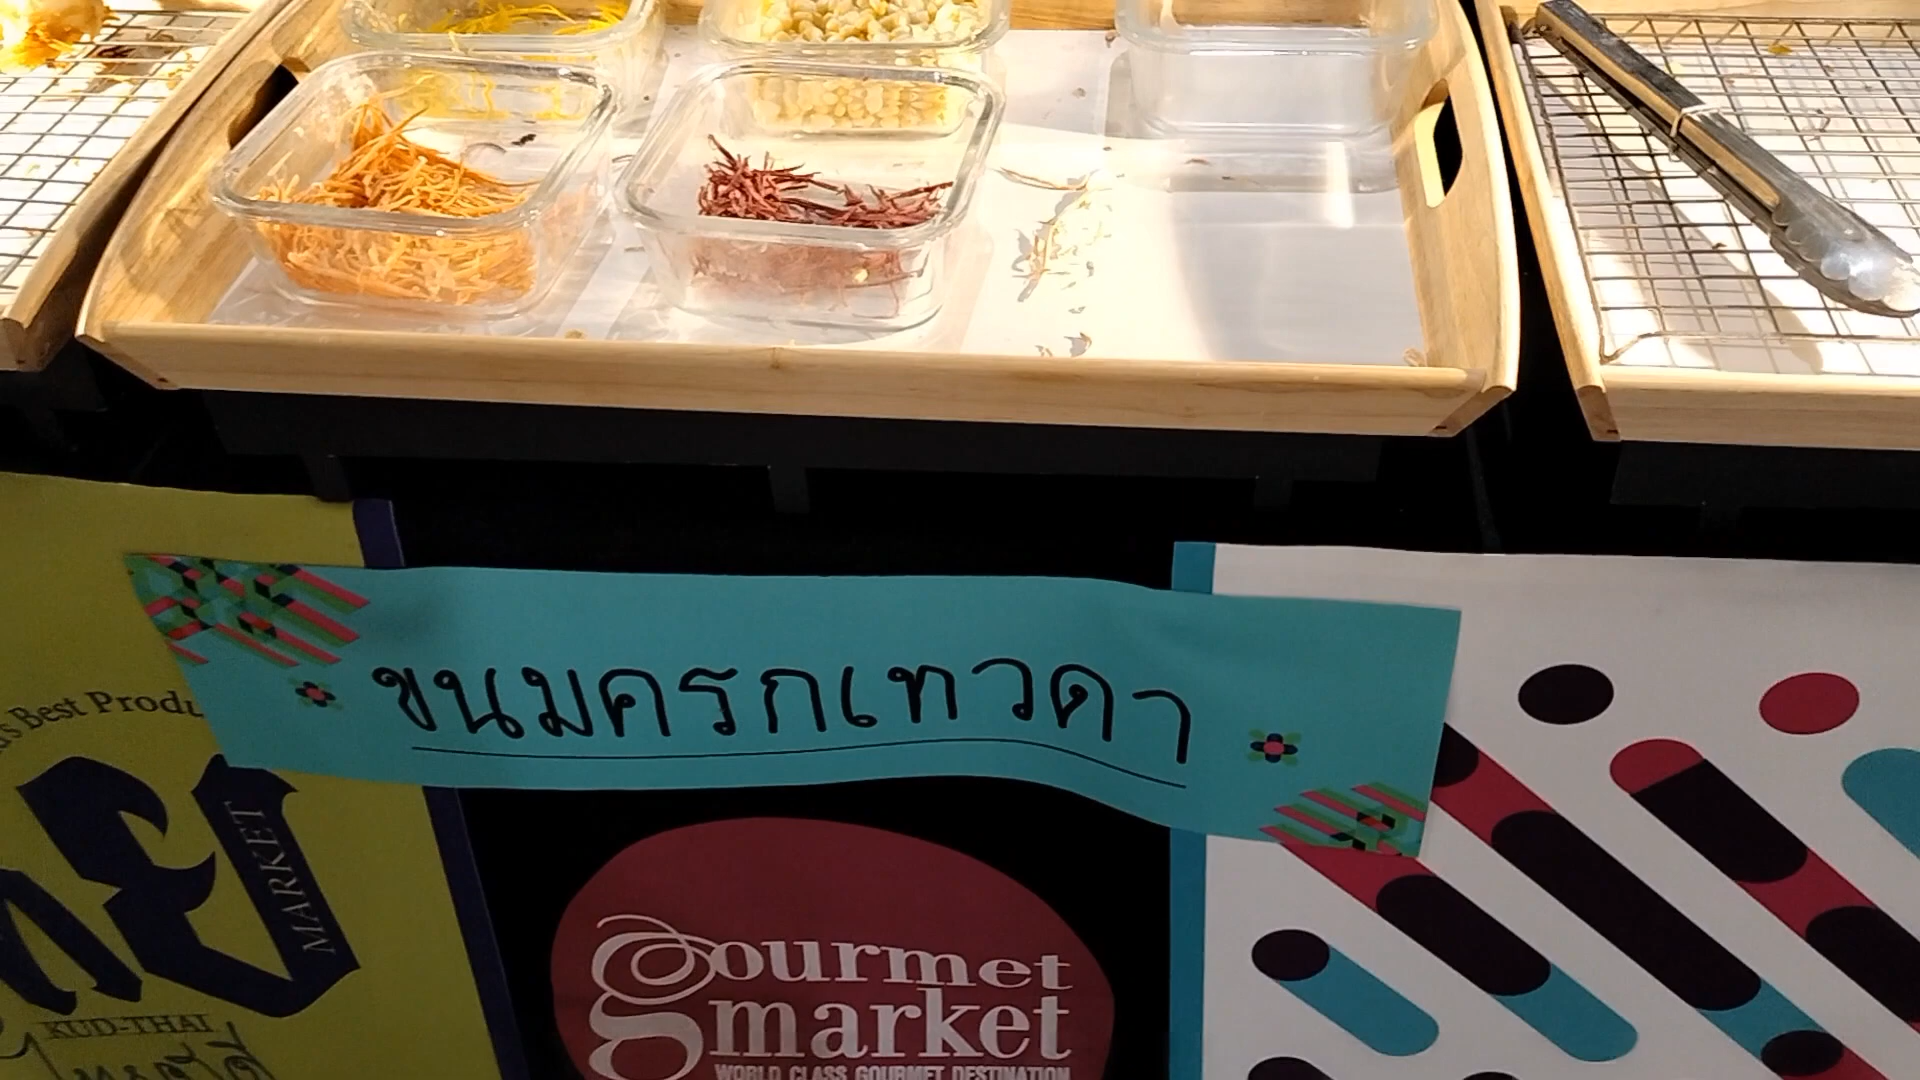 ขนมครกเทวดา
's Best Produ
MARKET
KUD-THAI
gourmet
market
WORLD CLASS GOURMET DESTINATION